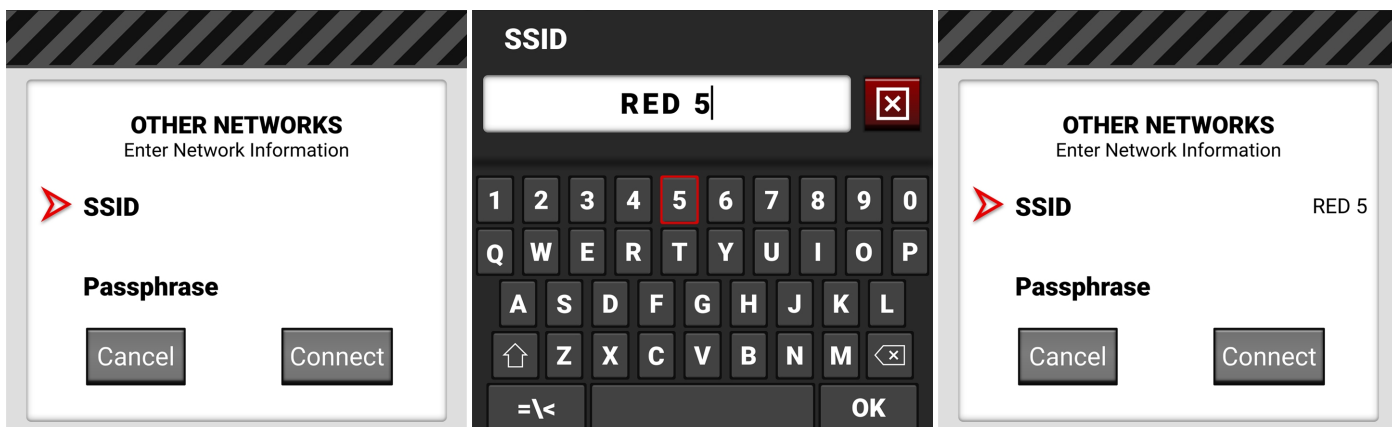 OTHER NETWORKS
Enter Network Information
SSID
Passphrase
Cancel Connect
SSID
RED 5
1 2 3 4 5 6 7 8 9 0
Q W E R T Y U I O P
A S D F G H J K L
Z X C V B N M
=\< OK
OTHER NETWORKS
Enter Network Information
SSID RED 5
Passphrase
Cancel Connect